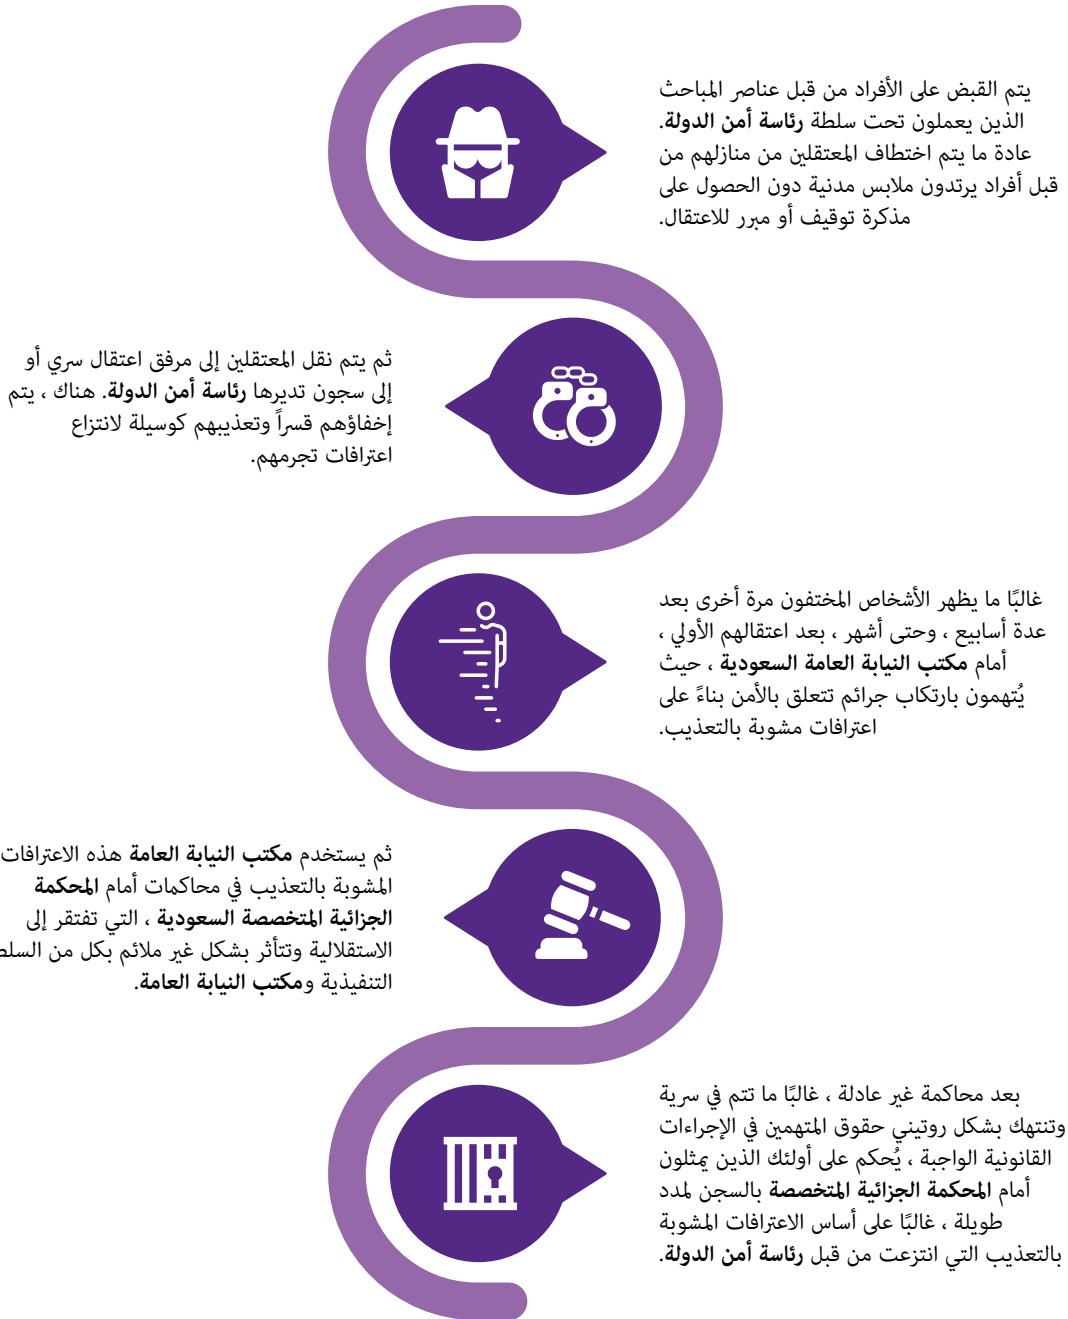 يتم القبض على الأفراد من قبل عناصر المباحث
الذين يعملون تحت سلطة رئاسة أمن الدولة.
عادة ما يتم اختطاف المعتقلين من منازلهم من
قبل أفراد يرتدون ملابس مدنية دون الحصول على
مذكرة توقيف أو مبرر للاعتقال.
ثم يتم نقل المعتقلين إلى مرفق اعتقال سري أو
إلى سجون تديرها رئاسة أمن الدولة. هناك ، يتم
إخفاؤهم قسراً وتعذيبهم كوسيلة لانتزاع
اعترافات تجرمهم.
غالبًا ما يظهر الأشخاص المختفون مرة أخرى بعد
عدة أسابيع ، وحتى أشهر ، بعد اعتقالهم الأولي ،
أمام مكتب النيابة العامة السعودية ، حيث
يُتهمون بارتكاب جرائم تتعلق بالأمن بناءً على
اعترافات مشوبة بالتعذيب.
ثم يستخدم مكتب النيابة العامة هذه الاعترافات
المشوبة بالتعذيب في محاكمات أمام المحكمة
الجزائية المتخصصة السعودية ، التي تفتقر إلى
الاستقلالية وتتأثر بشكل غير ملائم بكل من
التنفيذية ومكتب النيابة العامة.
بعد محاكمة غير عادلة ، غالبًا ما تتم في سرية
وتنتهك بشكل روتيني حقوق المتهمين في الإجراءات
القانونية الواجبة ، يُحكم على أولئك الذين يمثلون
أمام المحكمة الجزائية المتخصصة بالسجن لمدد
طويلة ، غالبًا على أساس الاعترافات المشوبة
بالتعذيب التي انتزعت من قبل رئاسة أمن الدولة.